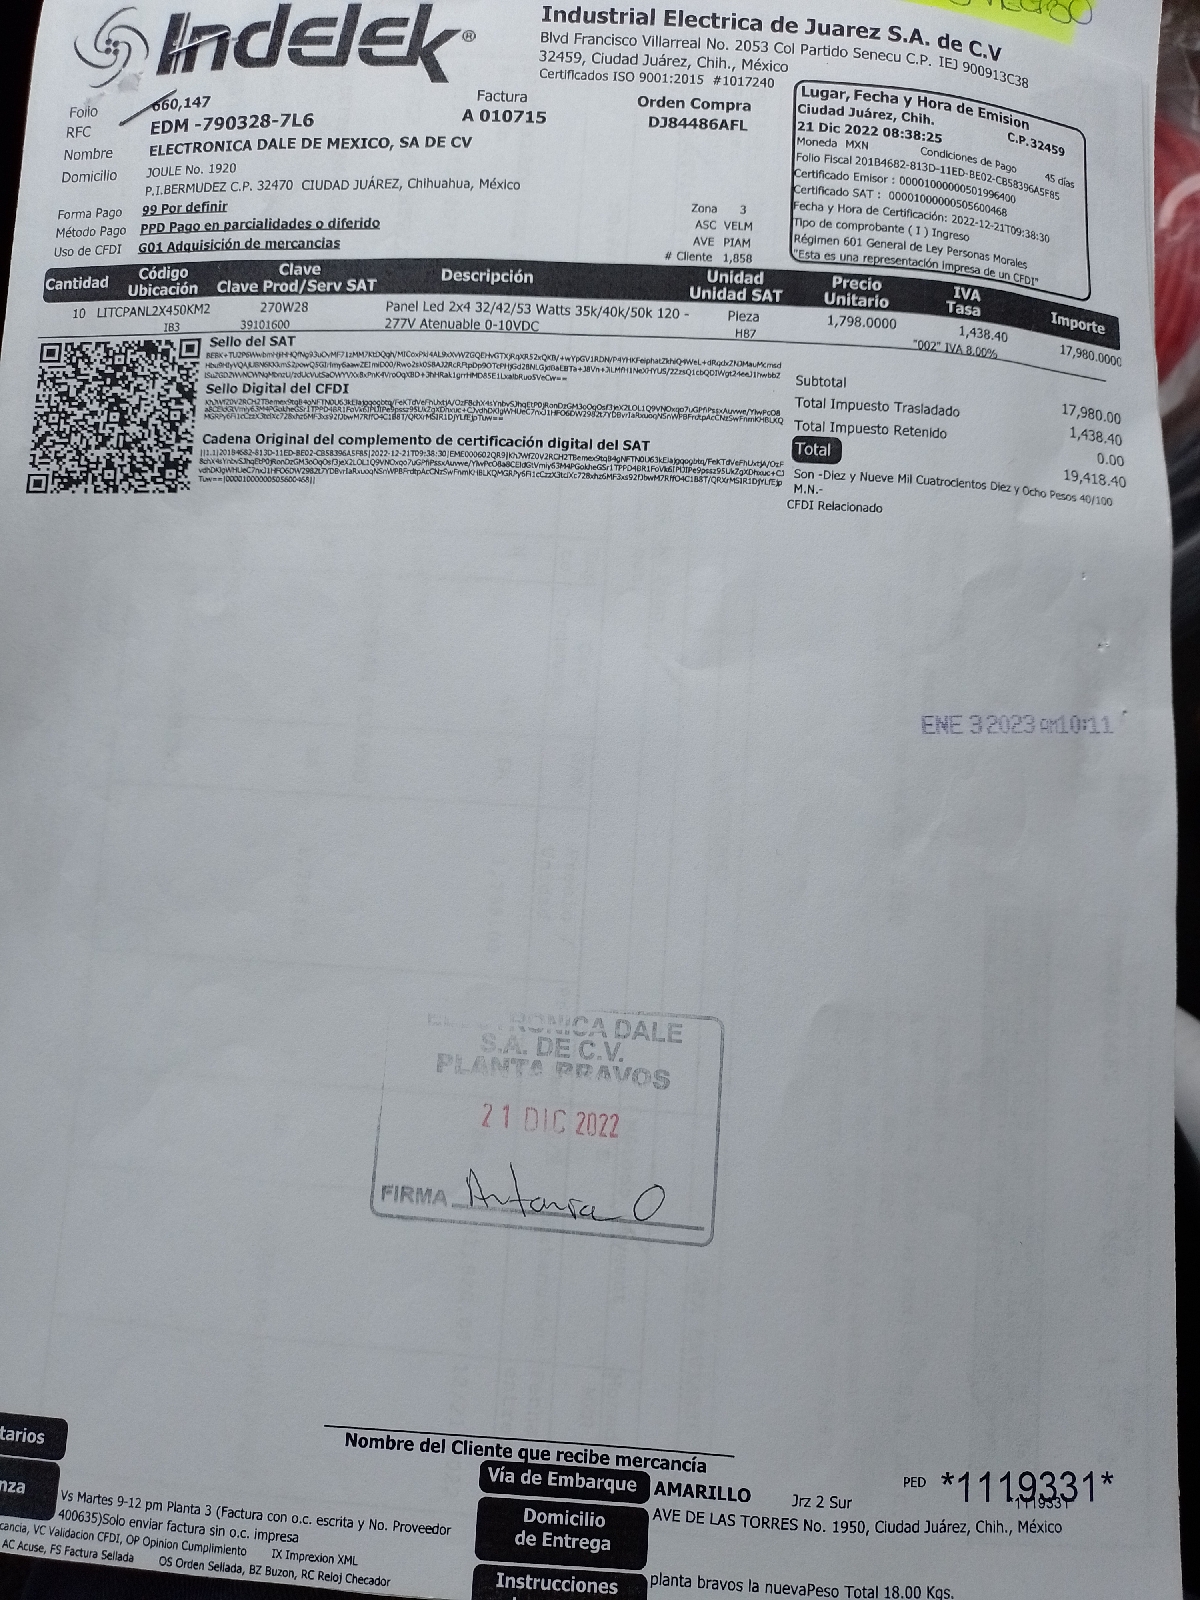 Indelek®
Industrial Electrica de Juarez S.A. de C.V
Blvd Francisco Villarreal No. 2053 Col Partido Senecu C.P. IEJ 900913C38
32459, Ciudad Juárez, Chih., México
Certificados ISO 9001:2015 #1017240
Folio 660,147
Factura
A 010715
Orden Compra
DJ84486AFL
RFC EDM -790328-7L6
Nombre ELECTRONICA DALE DE MEXICO, SA DE CV
Domicilio JOULE No. 1920
P.I.BERMUDEZ C.P. 32470 CIUDAD JUÁREZ, Chihuahua, México
Forma Pago 99 Por definir
Método Pago PPD Pago en parcialidades o diferido
Uso de CFDI G01 Adquisición de mercancias
Zona 3
ASC VELM
AVE PIAM
# Cliente 1,858
Lugar, Fecha y Hora de Emision
Ciudad Juárez, Chih. C.P.32459
21 Dic 2022 08:38:25
Moneda MXN Condiciones de Pago 45 días
Folio Fiscal 201B4682-813D-11ED-BE02-CB58396A5F85
Certificado Emisor : 00001000000501996400
Certificado SAT : 00001000000505600468
Fecha y Hora de Certificación: 2022-12-21T09:38:30
Tipo de comprobante ( I ) Ingreso
Régimen 601 General de Ley Personas Morales
"Esta es una representación impresa de un CFDI"
Cantidad Código Ubicación Clave Clave Prod/Serv SAT Descripción Unidad Unidad SAT Precio Unitario IVA Tasa Importe
10 LITCPANL2X450KM2 270W28 Panel Led 2x4 32/42/53 Watts 35k/40k/50k 120 - Pieza 1,798.0000 1,438.40 17,980.0000
IB3 39101600 277V Atenuable 0-10VDC H87 "002" IVA 8.00%
Sello del SAT
Sello Digital del CFDI
Cadena Original del complemento de certificación digital del SAT
Subtotal 17,980.00
Total Impuesto Trasladado 1,438.40
Total Impuesto Retenido 0.00
Total 19,418.40
Son -Diez y Nueve Mil Cuatrocientos Diez y Ocho Pesos 40/100
M.N.-
CFDI Relacionado
ENE 3 2023 AM10:11
S.A. DE C.V.
PLANTA BRAVOS
21 DIC 2022
FIRMA Antonia O
Nombre del Cliente que recibe mercancía
Vía de Embarque AMARILLO Jrz 2 Sur
PED *1119331*
1119331
Domicilio de Entrega
AVE DE LAS TORRES No. 1950, Ciudad Juárez, Chih., México
Instrucciones planta bravos la nuevaPeso Total 18.00 Kgs.
tarios
nza
Vs Martes 9-12 pm Planta 3 (Factura con o.c. escrita y No. Proveedor
400635)Solo enviar factura sin o.c. impresa
cancia, VC Validacion CFDI, OP Opinion Cumplimiento IX Imprexion XML
AC Acuse, FS Factura Sellada OS Orden Sellada, BZ Buzon, RC Reloj Checador